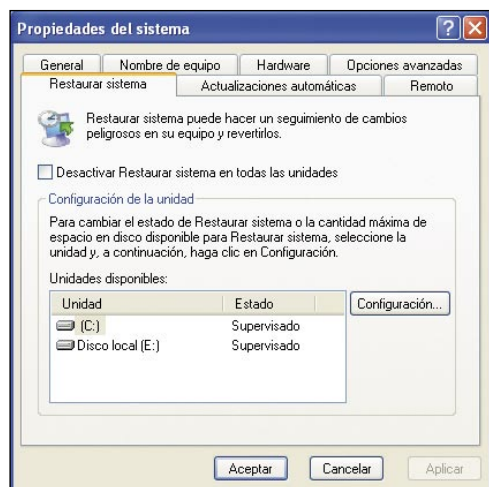 Propiedades del sistema
General
Nombre de equipo
Hardware
Opciones avanzadas
Restaurar sistema
Actualizaciones automáticas
Remoto
Restaurar sistema puede hacer un seguimiento de cambios
peligrosos en su equipo y revertirlos.
Desactivar Restaurar sistema en todas las unidades
Configuración de la unidad
Para cambiar el estado de Restaurar sistema o la cantidad máxima de
espacio en disco disponible para Restaurar sistema, seleccione la
unidad y, a continuación, haga clic en Configuración.
Unidades disponibles:
Unidad
Estado
Configuración...
(C:)
Supervisado
Disco local (E:)
Supervisado
Aceptar
Cancelar
Aplicar